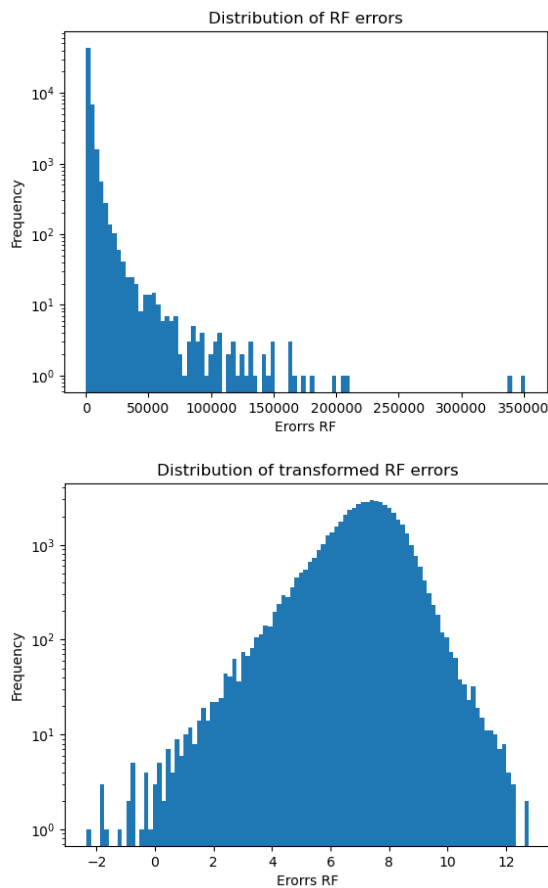 Distribution of RF errors
Frequency
10⁴
10³
10²
10¹
10⁰
0 50000 100000 150000 200000 250000 300000 350000
Erorrs RF
Distribution of transformed RF errors
Frequency
10³
10²
10¹
10⁰
−2 0 2 4 6 8 10 12
Erorrs RF